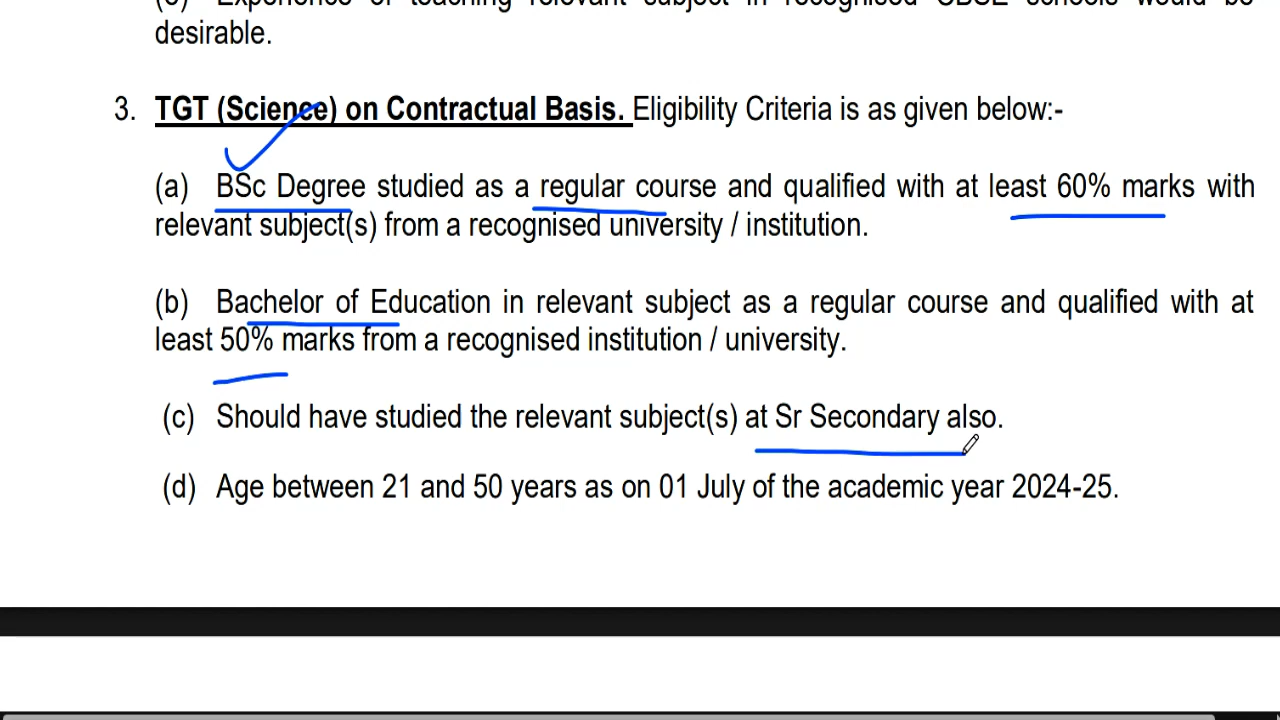 desirable.
3. TGT (Science) on Contractual Basis. Eligibility Criteria is as given below:-
(a) BSc Degree studied as a regular course and qualified with at least 60% marks with
relevant subject(s) from a recognised university / institution.
(b) Bachelor of Education in relevant subject as a regular course and qualified with at
least 50% marks from a recognised institution / university.
(c) Should have studied the relevant subject(s) at Sr Secondary also.
(d) Age between 21 and 50 years as on 01 July of the academic year 2024-25.